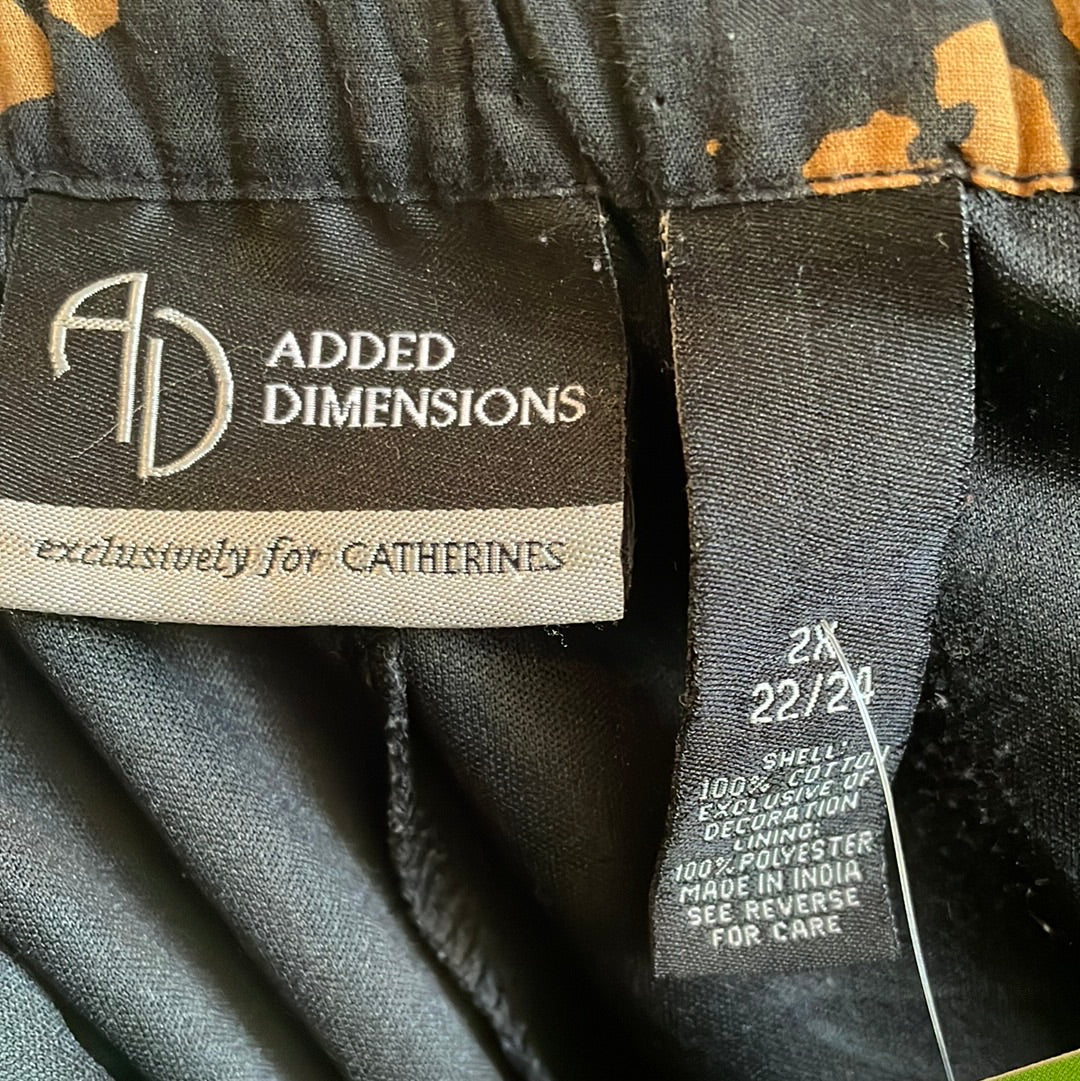 AD
ADDED
DIMENSIONS
exclusively for CATHERINES
2X
22/24
SHELL:
100% COTTON
EXCLUSIVE OF
DECORATION
LINING:
100% POLYESTER
MADE IN INDIA
SEE REVERSE
FOR CARE